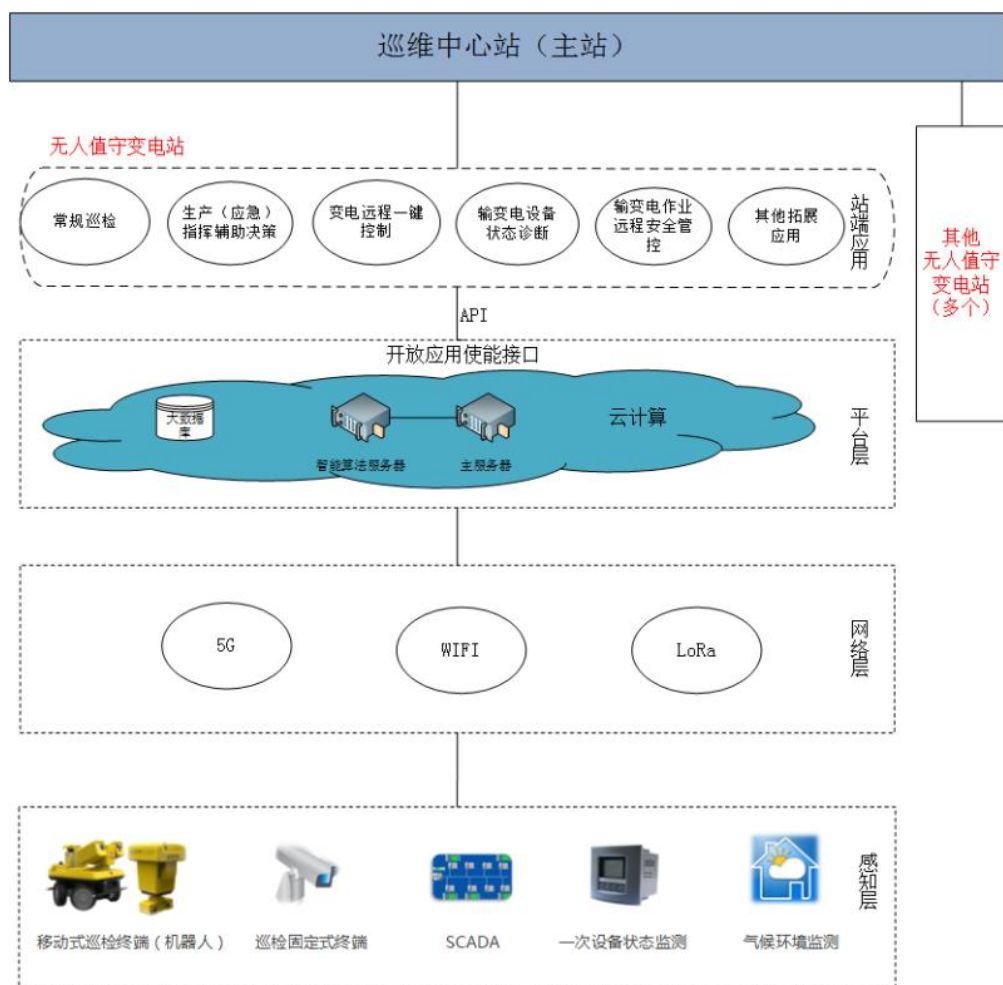 巡维中心站（主站）
无人值守变电站
常规巡检
生产（应急）
指挥辅助决策
变电远程一键
控制
输变电设备
状态诊断
输变电作业
远程安全管
控
其他拓展
应用
站端应用
其他
无人值守
变电站
（多个）
API
开放应用使能接口
大数据
库
智能算法服务器
主服务器
云计算
平台层
5G
WIFI
LoRa
网络层
感知层
移动式巡检终端（机器人）
巡检固定式终端
SCADA
一次设备状态监测
气候环境监测